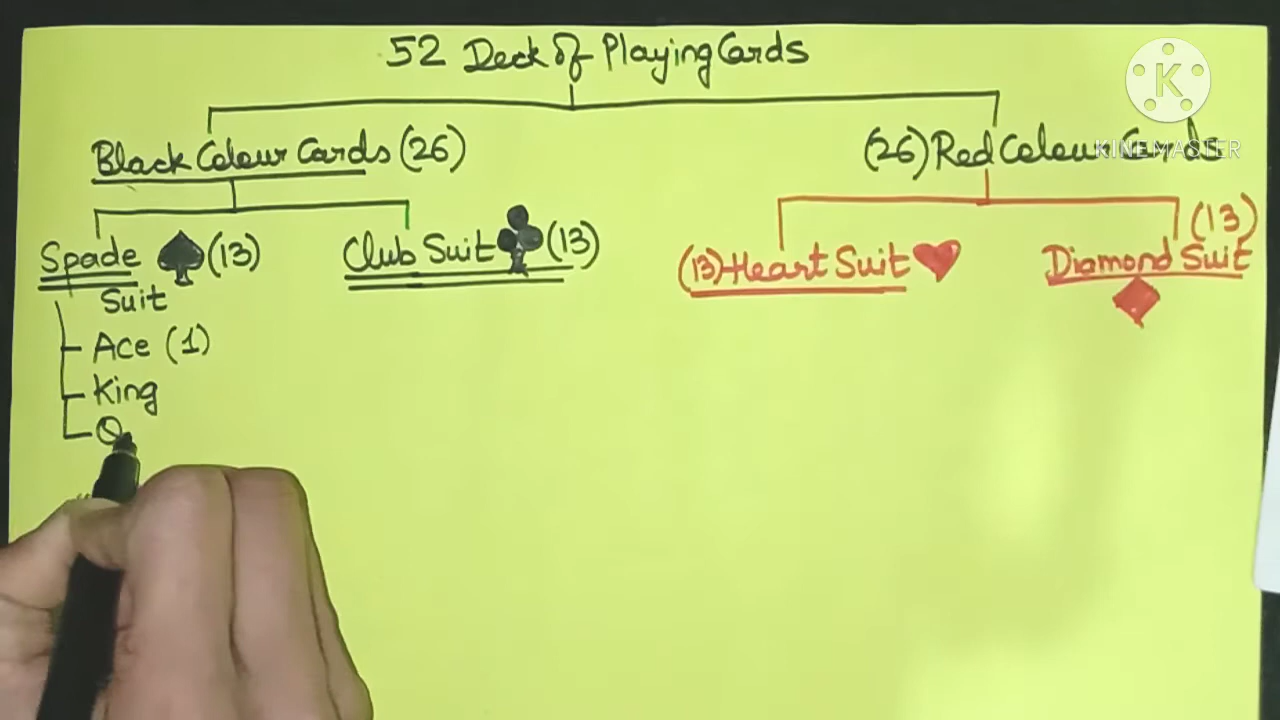 52 Deck of Playing Cards
Black Colour Cards (26)
(26) Red Colour Cards
Spade (13)
Suit
Club Suit (13)
(13) Heart Suit
(13)
Diamond Suit
Ace (1)
King
Q
K
KINEMASTER